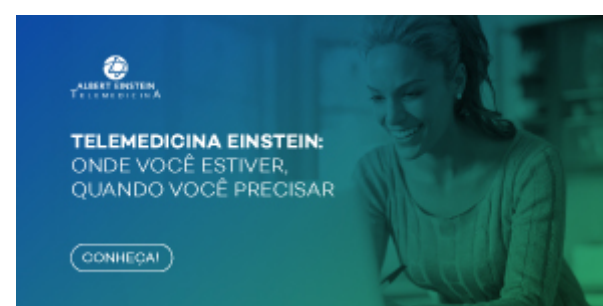 ALBERT EINSTEIN
TELEMEDICINA
TELEMEDICINA EINSTEIN:
ONDE VOCÊ ESTIVER,
QUANDO VOCÊ PRECISAR
CONHEÇA!